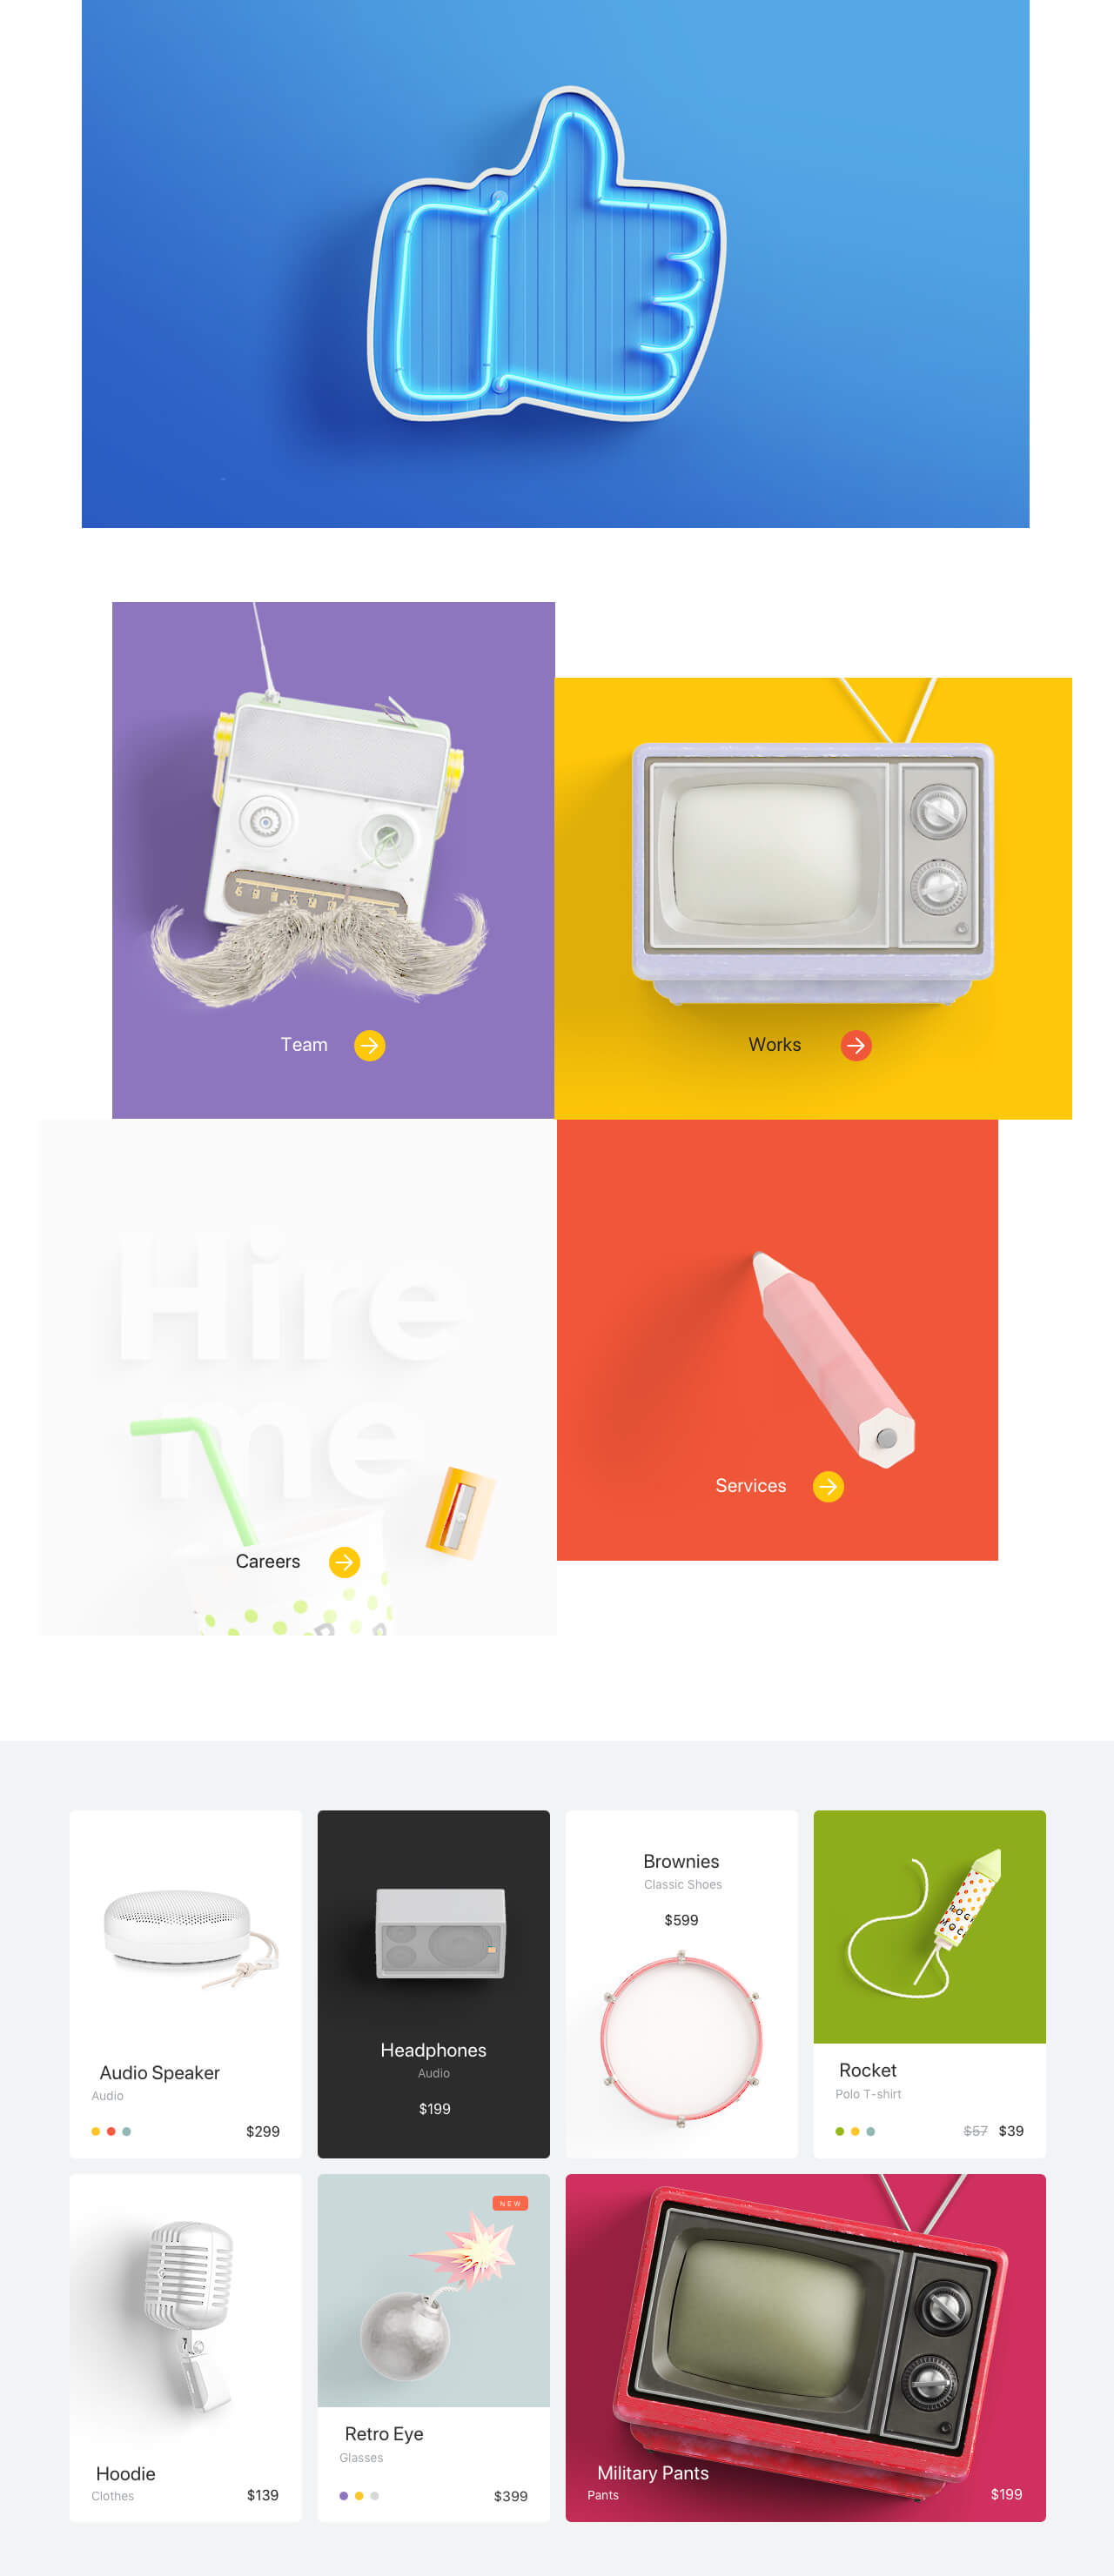 Team
Works
Hire
me
Careers
Services
Audio Speaker
Audio
$299
Headphones
Audio
$199
Brownies
Classic Shoes
$599
Rocket
Polo T-shirt
$57 $39
Hoodie
Clothes
$139
NEW
Retro Eye
Glasses
$399
Military Pants
Pants
$199